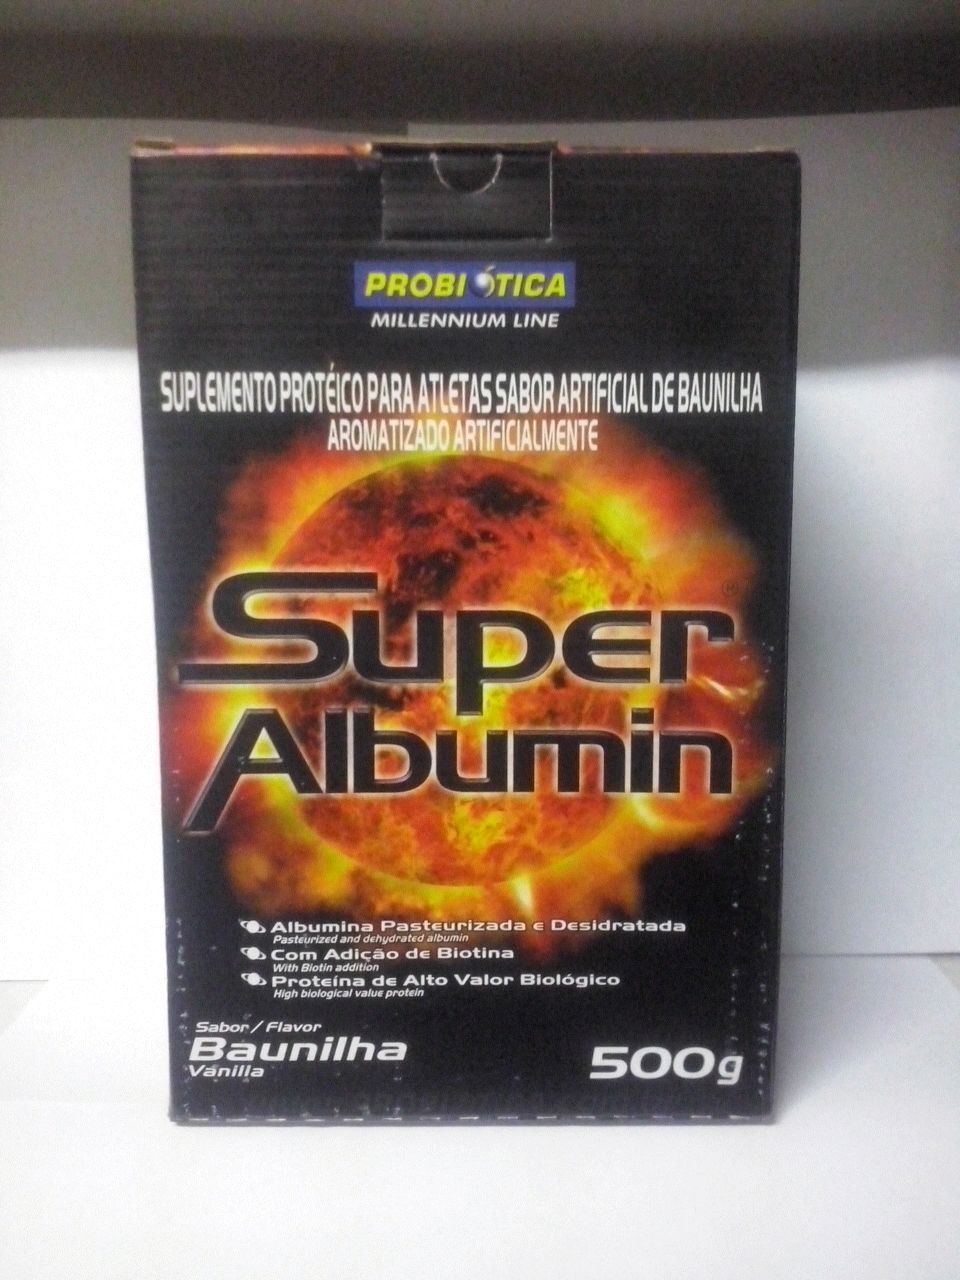 PROBIÓTICA
MILLENNIUM LINE
SUPLEMENTO PROTÉICO PARA ATLETAS SABOR ARTIFICIAL DE BAUNILHA
AROMATIZADO ARTIFICIALMENTE
Super ®
Albumin
Albumina Pasteurizada e Desidratada
Pasteurized and dehydrated albumin
Com Adição de Biotina
With Biotin addition
Proteína de Alto Valor Biológico
High biological value protein
Sabor / Flavor
Baunilha
Vanilla
500g